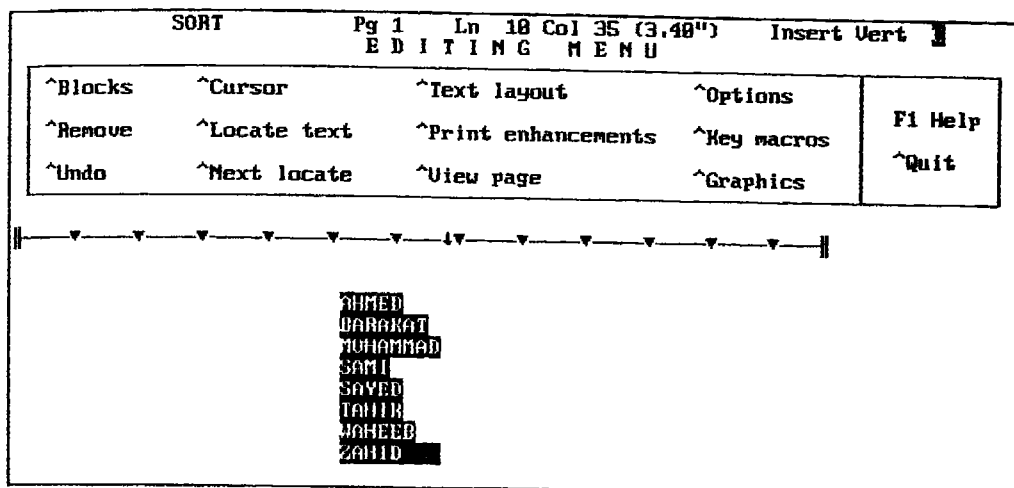 SORT Pg 1 Ln 10 Col 35 (3.40") Insert Vert
E D I T I N G M E N U
^Blocks ^Cursor ^Text layout ^Options
^Remove ^Locate text ^Print enhancements ^Key macros F1 Help
^Undo ^Next locate ^View page ^Graphics ^Quit
AHMED
BARAKAT
MUHAMMAD
SAMI
SAYED
TAHIR
WAHEED
ZAHID